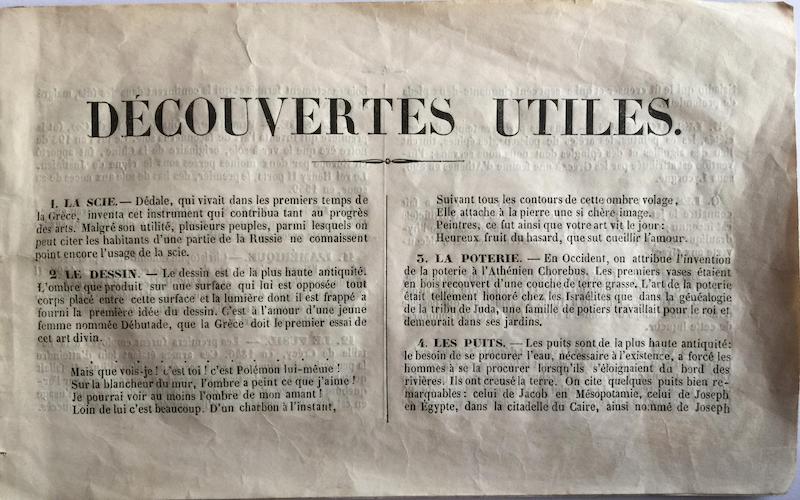 DÉCOUVERTES UTILES.
1. LA SCIE. — Dédale, qui vivait dans les premiers temps de
la Grèce, inventa cet instrument qui contribua tant au progrès
des arts. Malgré son utilité, plusieurs peuples, parmi lesquels on
peut citer les habitants d'une partie de la Russie ne connaissent
point encore l'usage de la scie.
2. LE DESSIN. — Le dessin est de la plus haute antiquité.
L'ombre que produit sur une surface qui lui est opposée tout
corps placé entre cette surface et la lumière dont il est frappé a
fourni la première idée du dessin. C'est à l'amour d'une jeune
femme nommée Débutade, que la Grèce doit le premier essai de
cet art divin.
. . . . . . . . . . . . . . . .
Mais que vois-je ! c'est toi ! c'est Polémon lui-même !
Sur la blancheur du mur, l'ombre a peint ce que j'aime !
Je pourrai voir au moins l'ombre de mon amant !
Loin de lui c'est beaucoup. D'un charbon à l'instant,
Suivant tous les contours de cette ombre volage,
Elle attache à la pierre une si chère image.
Peintres, ce fut ainsi que votre art vit le jour :
Heureux fruit du hasard, que sut cueillir l'amour.
3. LA POTERIE. — En Occident, on attribue l'invention
de la poterie à l'Athénien Chorebus. Les premiers vases étaient
en bois recouvert d'une couche de terre grasse. L'art de la poterie
était tellement honoré chez les Israélites que dans la généalogie
de la tribu de Juda, une famille de potiers travaillait pour le roi et
demeurait dans ses jardins.
4. LES PUITS. — Les puits sont de la plus haute antiquité :
le besoin de se procurer l'eau, nécessaire à l'existence, a forcé les
hommes à se la procurer lorsqu'ils s'éloignaient du bord des
rivières. Ils ont creusé la terre. On cite quelques puits bien re-
marquables : celui de Jacob en Mésopotamie, celui de Joseph
en Égypte, dans la citadelle du Caire, ainsi nommé de Joseph